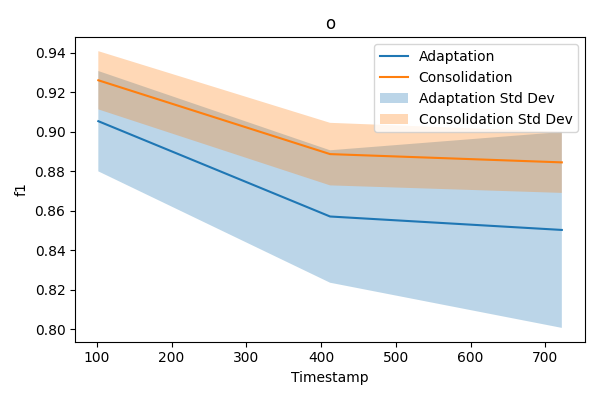 o
0.94
0.92
0.90
0.88
0.86
0.84
0.82
0.80
f1
Adaptation
Consolidation
Adaptation Std Dev
Consolidation Std Dev
100
200
300
400
500
600
700
Timestamp